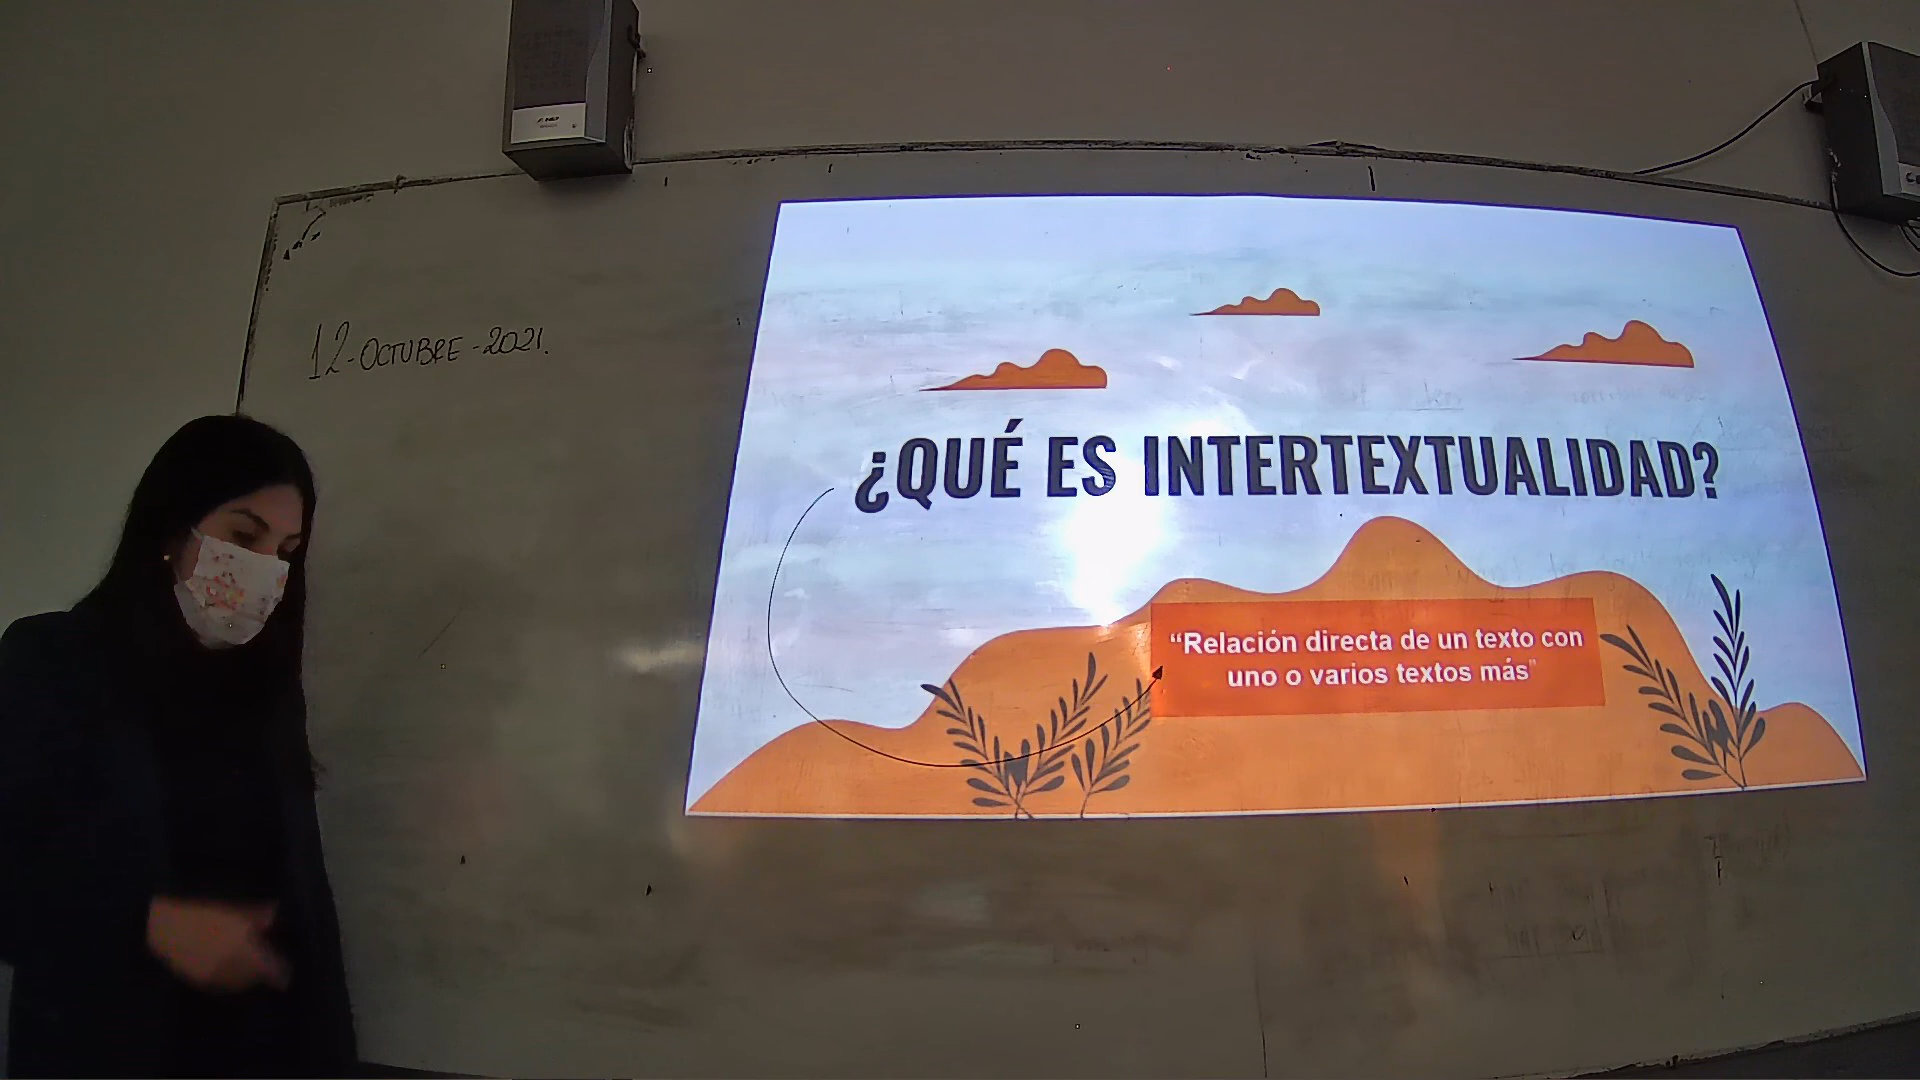 12-OCTUBRE-2021.
¿QUÉ ES INTERTEXTUALIDAD?
“Relación directa de un texto con
uno o varios textos más”